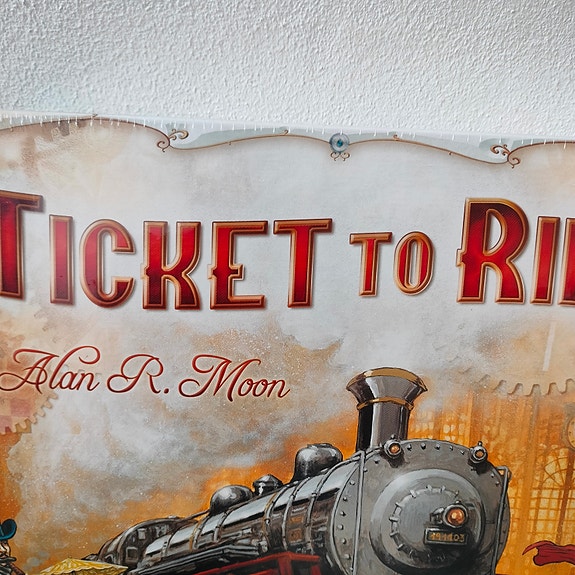 TICKET TO RI
Alan R. Moon